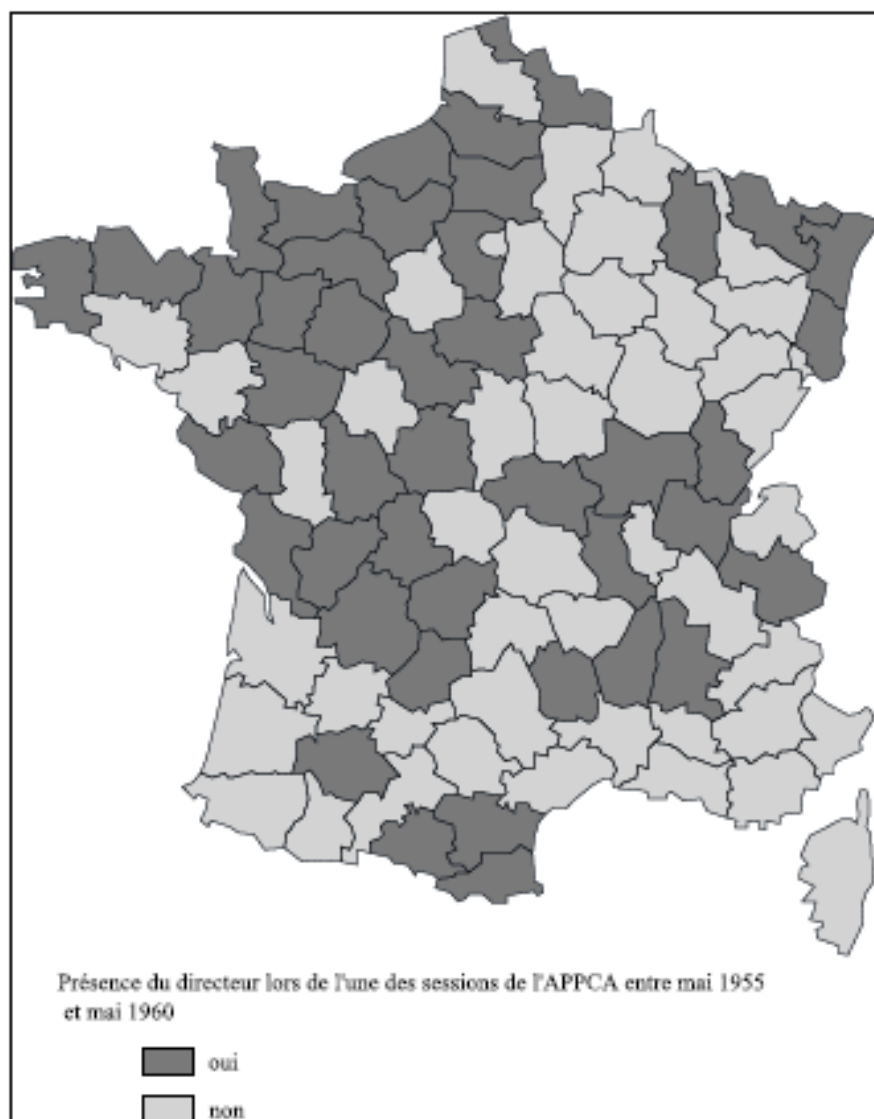 Présence du directeur lors de l'une des sessions de l'APPCA entre mai 1955
et mai 1960
oui
non